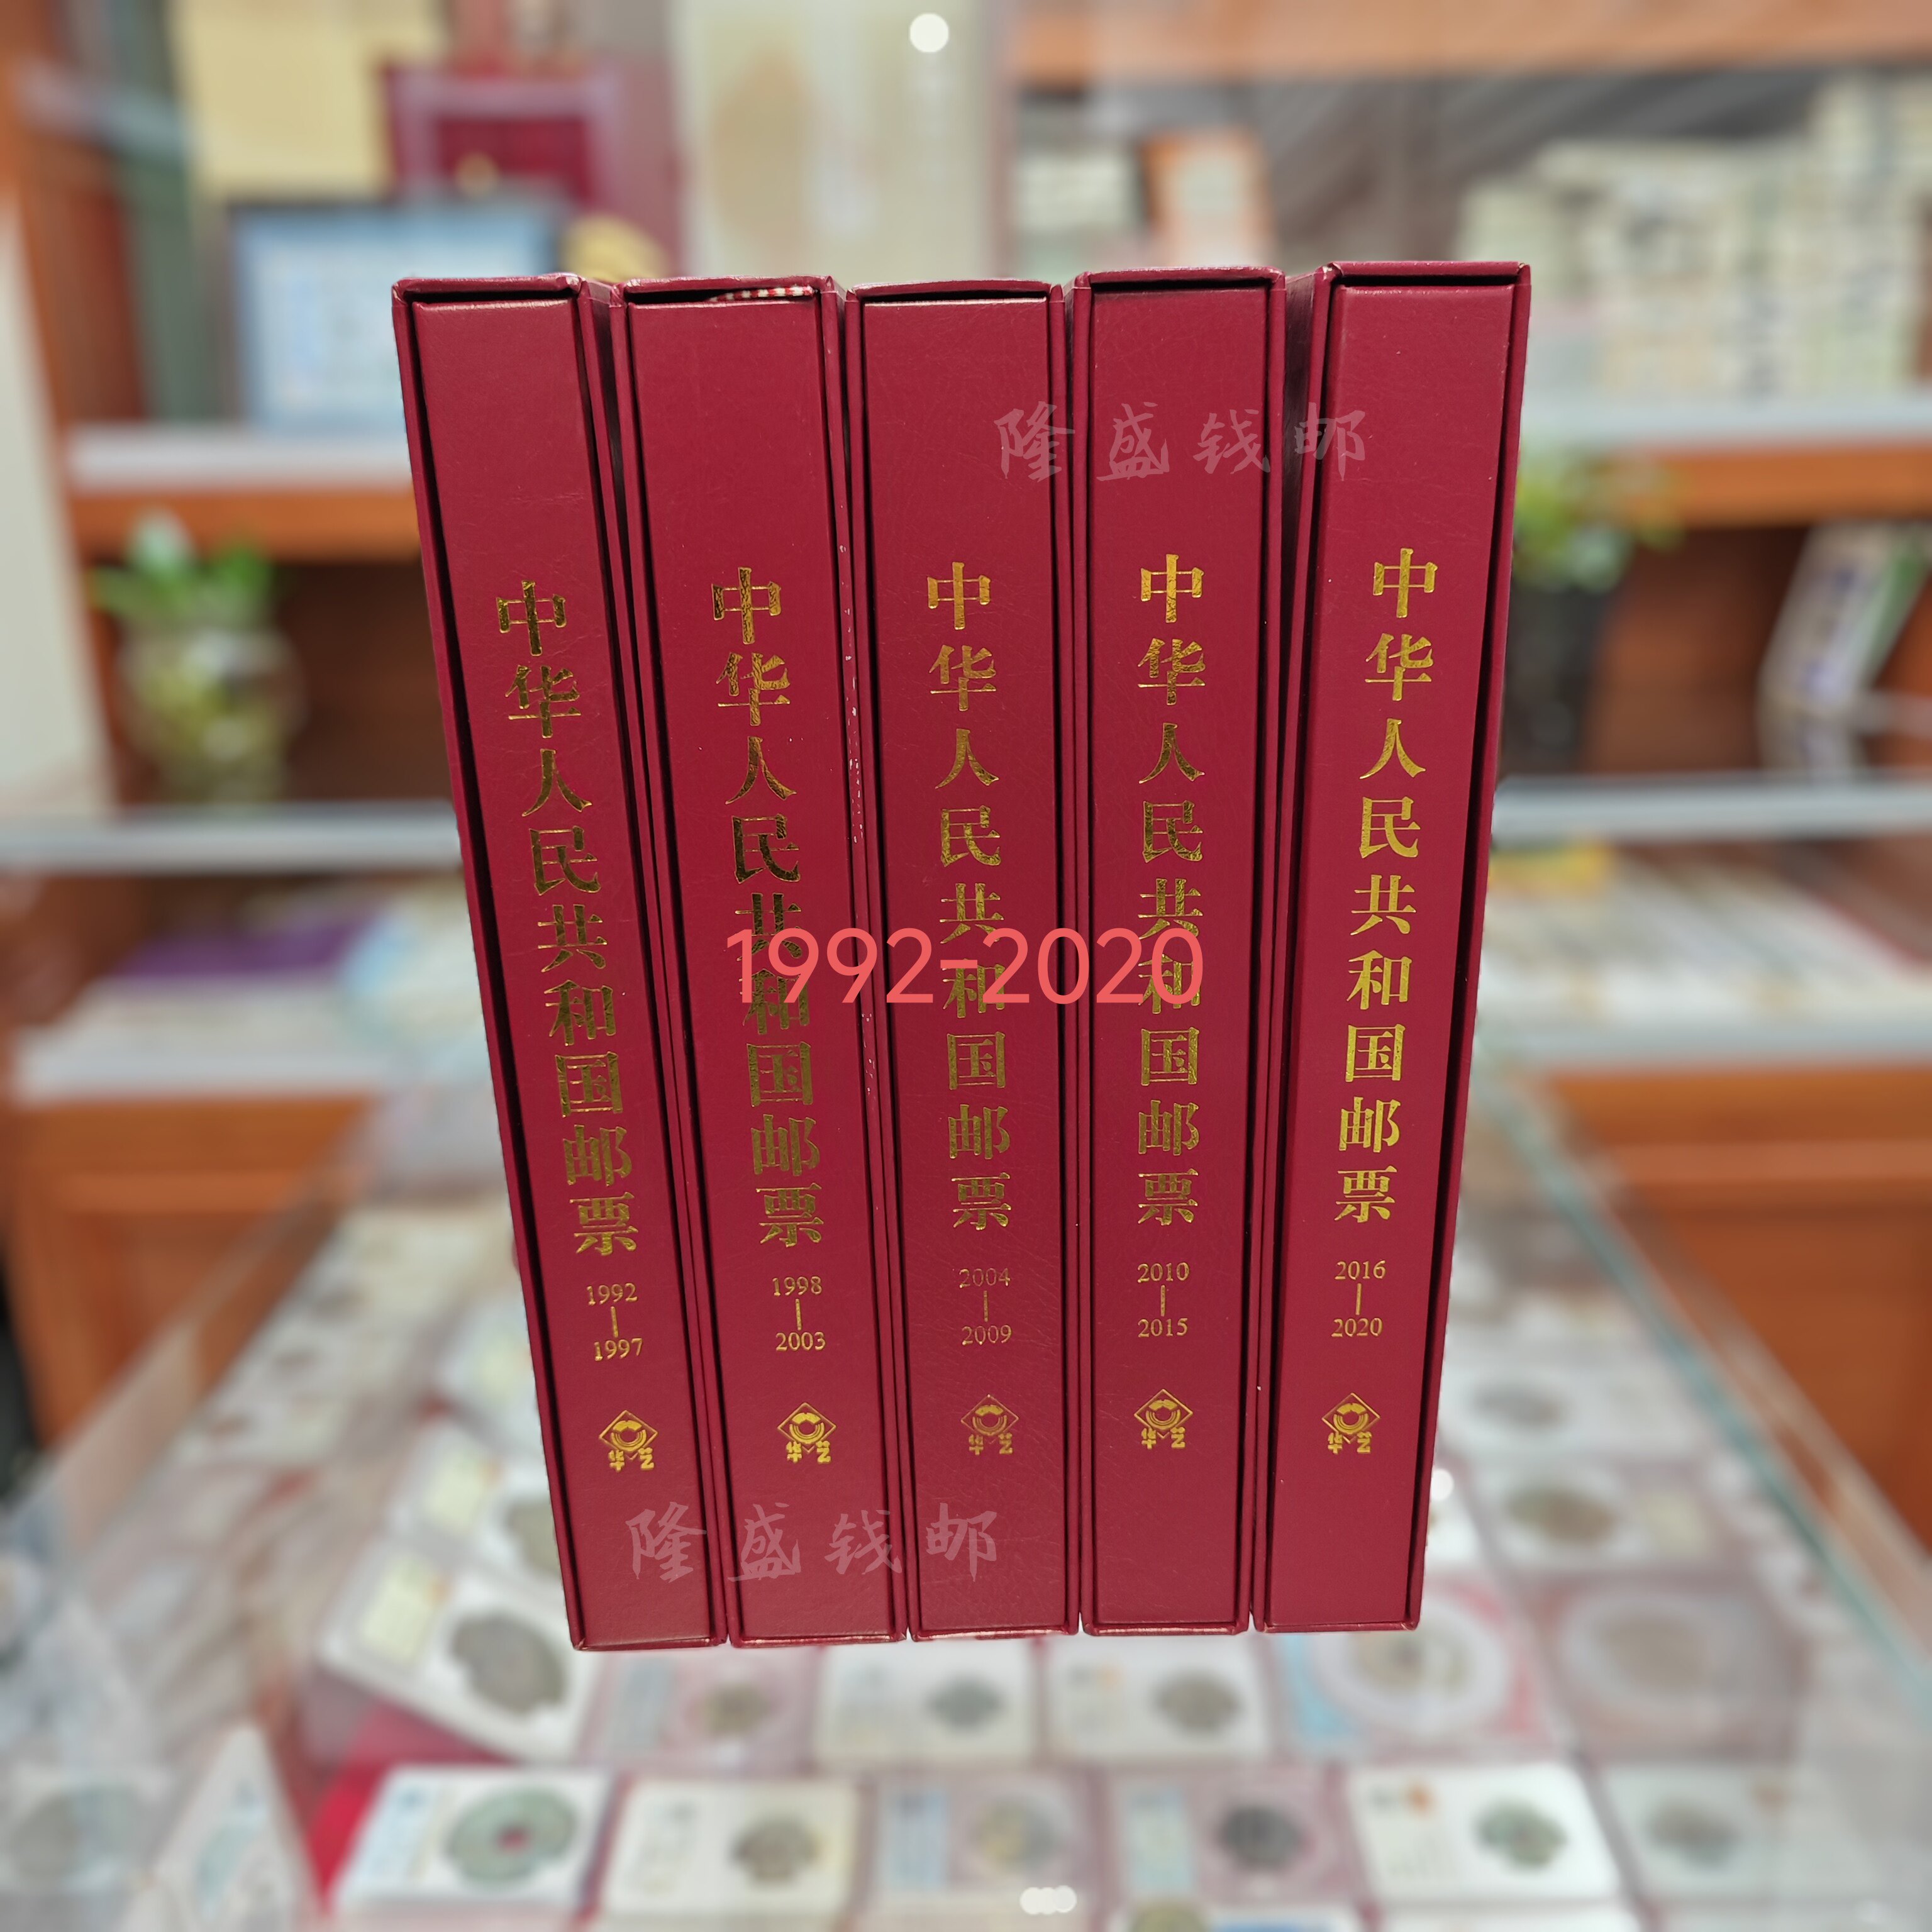 隆盛钱邮
中华人民共和国邮票
1992
1997
艺华
中华人民共和国邮票
1998
2003
艺华
中华人民共和国邮票
2004
2009
艺华
中华人民共和国邮票
2010
2015
艺华
中华人民共和国邮票
2016
2020
艺华
1992-2020
隆盛钱邮